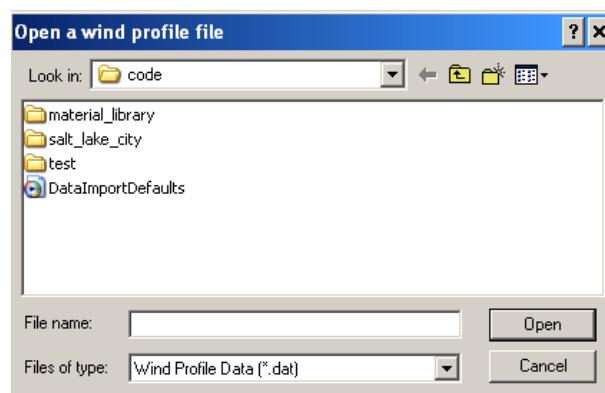 Open a wind profile file
Look in: code
material_library
salt_lake_city
test
DataImportDefaults
File name: Open
Files of type: Wind Profile Data (*.dat) Cancel